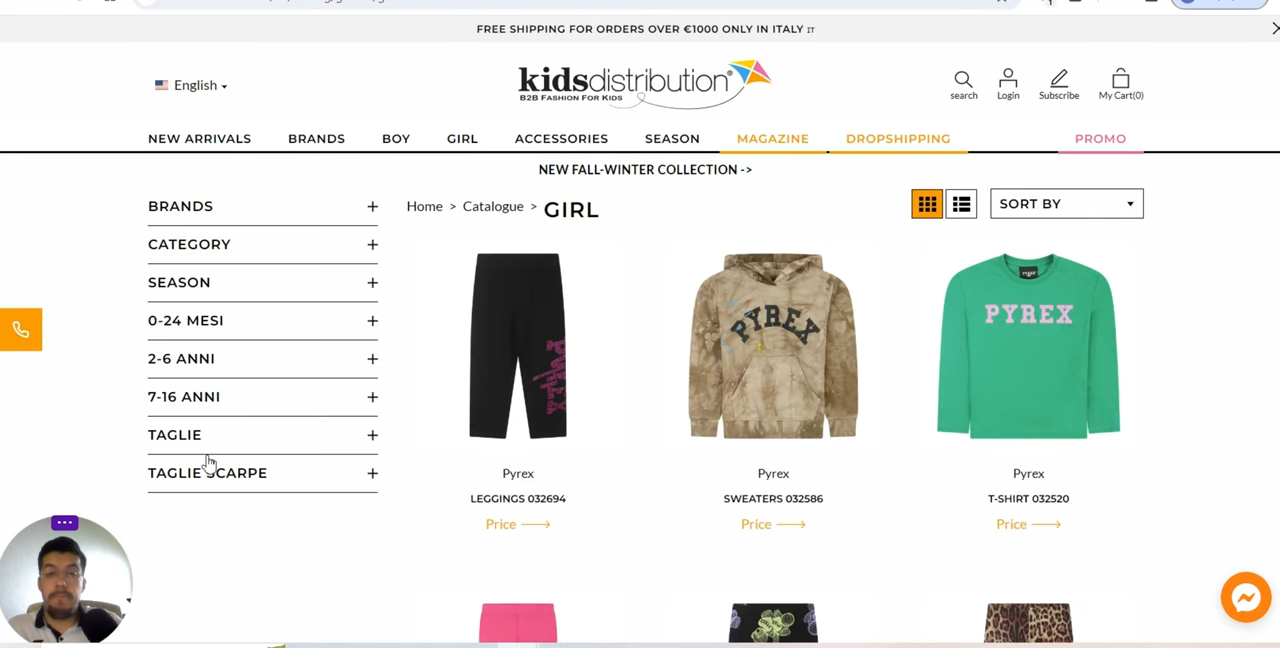 FREE SHIPPING FOR ORDERS OVER €1000 ONLY IN ITALY IT
English
kidsdistribution®
B2B FASHION FOR KIDS
search
Login
Subscribe
My Cart(0)
NEW ARRIVALS
BRANDS
BOY
GIRL
ACCESSORIES
SEASON
MAGAZINE
DROPSHIPPING
PROMO
NEW FALL-WINTER COLLECTION ->
BRANDS +
CATEGORY +
SEASON +
0-24 MESI +
2-6 ANNI +
7-16 ANNI +
TAGLIE +
TAGLIE SCARPE +
Home > Catalogue > GIRL
SORT BY
PYREX
PYREX
PYREX
PYREX
Pyrex
LEGGINGS 032694
Price
Pyrex
SWEATERS 032586
Price
Pyrex
T-SHIRT 032520
Price